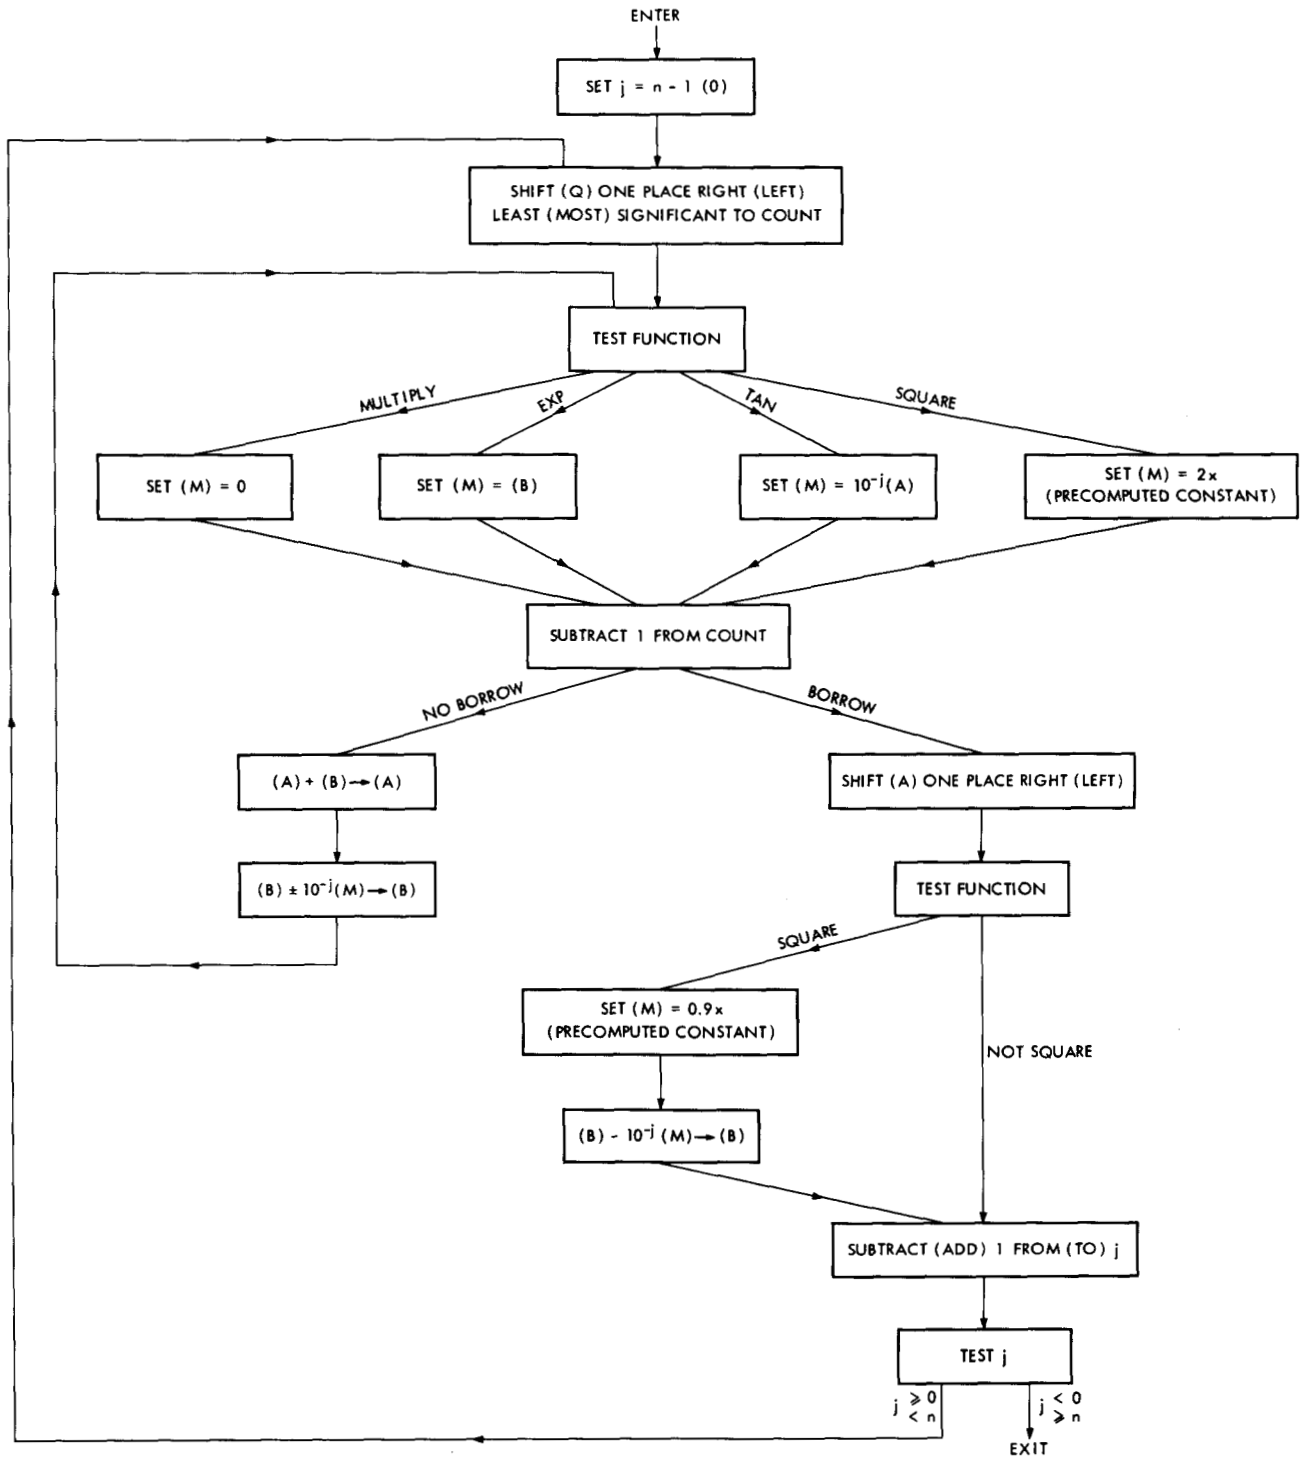 ENTER
SET j = n - 1 (0)
SHIFT (Q) ONE PLACE RIGHT (LEFT)
LEAST (MOST) SIGNIFICANT TO COUNT
TEST FUNCTION
MULTIPLY
EXP
TAN
SQUARE
SET (M) = 0
SET (M) = (B)
SET (M) = 10⁻ʲ(A)
SET (M) = 2x
(PRECOMPUTED CONSTANT)
SUBTRACT 1 FROM COUNT
NO BORROW
BORROW
(A) + (B) → (A)
SHIFT (A) ONE PLACE RIGHT (LEFT)
(B) ± 10⁻ʲ(M) → (B)
TEST FUNCTION
SQUARE
SET (M) = 0.9x
(PRECOMPUTED CONSTANT)
NOT SQUARE
(B) - 10⁻ʲ (M) → (B)
SUBTRACT (ADD) 1 FROM (TO) j
TEST j
j ⩾ 0
< n
j < 0
⩾ n
EXIT